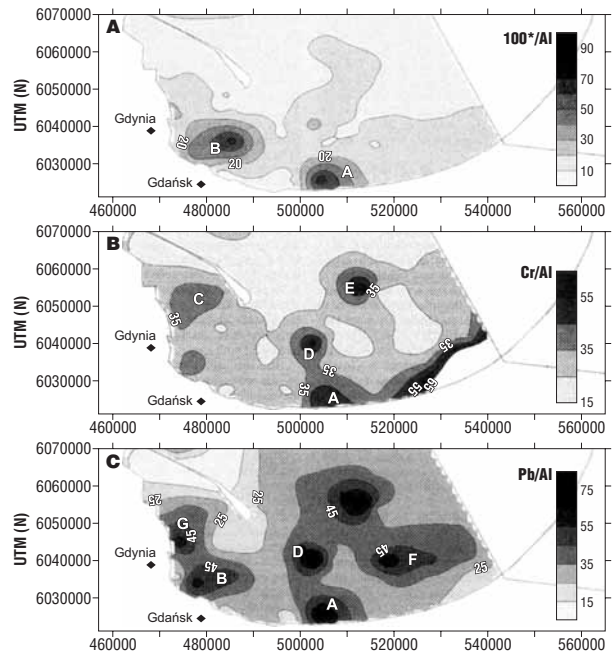 A
100*/Al
6070000
6060000
6050000
6040000
6030000
UTM (N)
90
70
50
30
10
Gdynia
Gdańsk
20
B
20
20
A
460000 480000 500000 520000 540000 560000
B
Cr/Al
6070000
6060000
6050000
6040000
6030000
UTM (N)
55
35
15
Gdynia
Gdańsk
C
35
E
35
D
35
35
A
35
55
65
460000 480000 500000 520000 540000 560000
C
Pb/Al
6070000
6060000
6050000
6040000
6030000
UTM (N)
75
55
35
15
Gdynia
Gdańsk
25
25
25
G
45
45
B
45
D
45
F
25
A
460000 480000 500000 520000 540000 560000